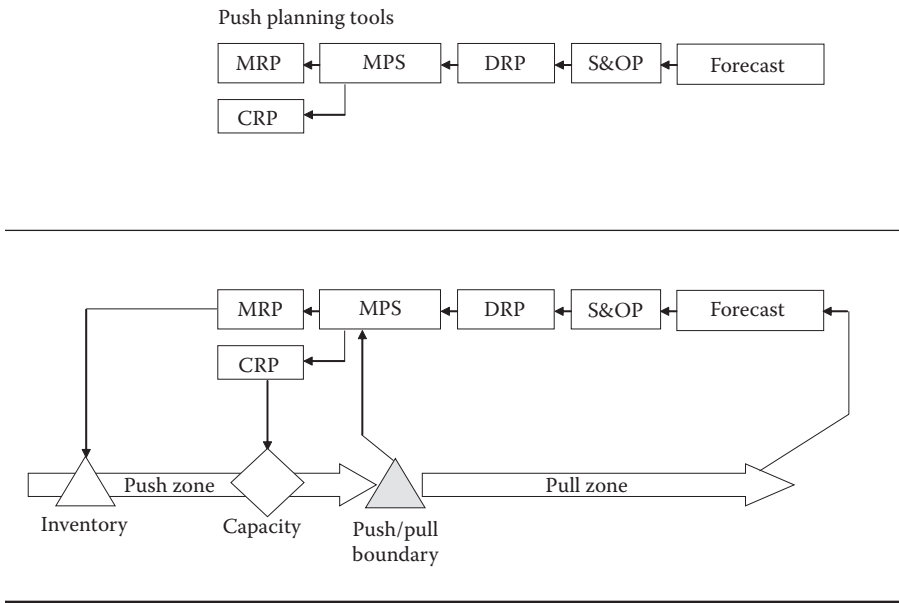 Push planning tools
MRP MPS DRP S&OP Forecast
CRP
MRP MPS DRP S&OP Forecast
CRP
Push zone Pull zone
Inventory Capacity Push/pull
boundary